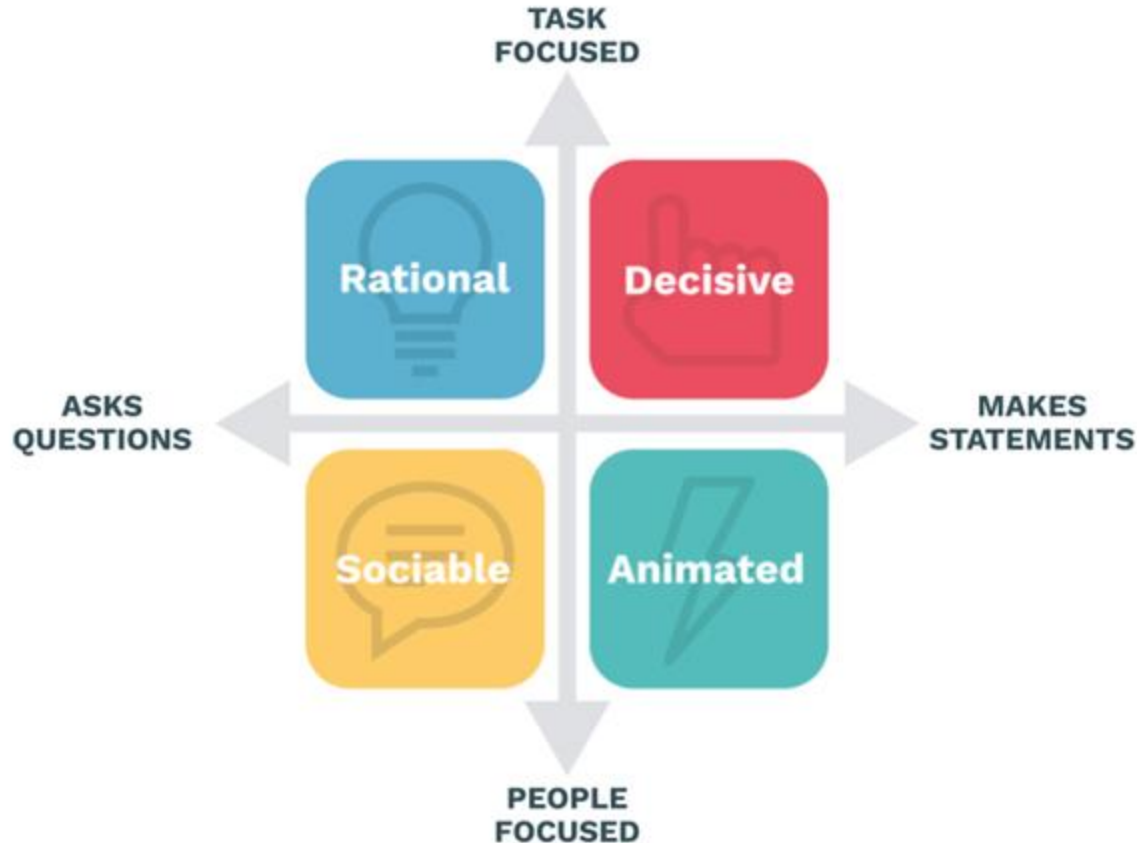 TASK
FOCUSED
Rational
Decisive
ASKS
QUESTIONS
MAKES
STATEMENTS
Sociable
Animated
PEOPLE
FOCUSED